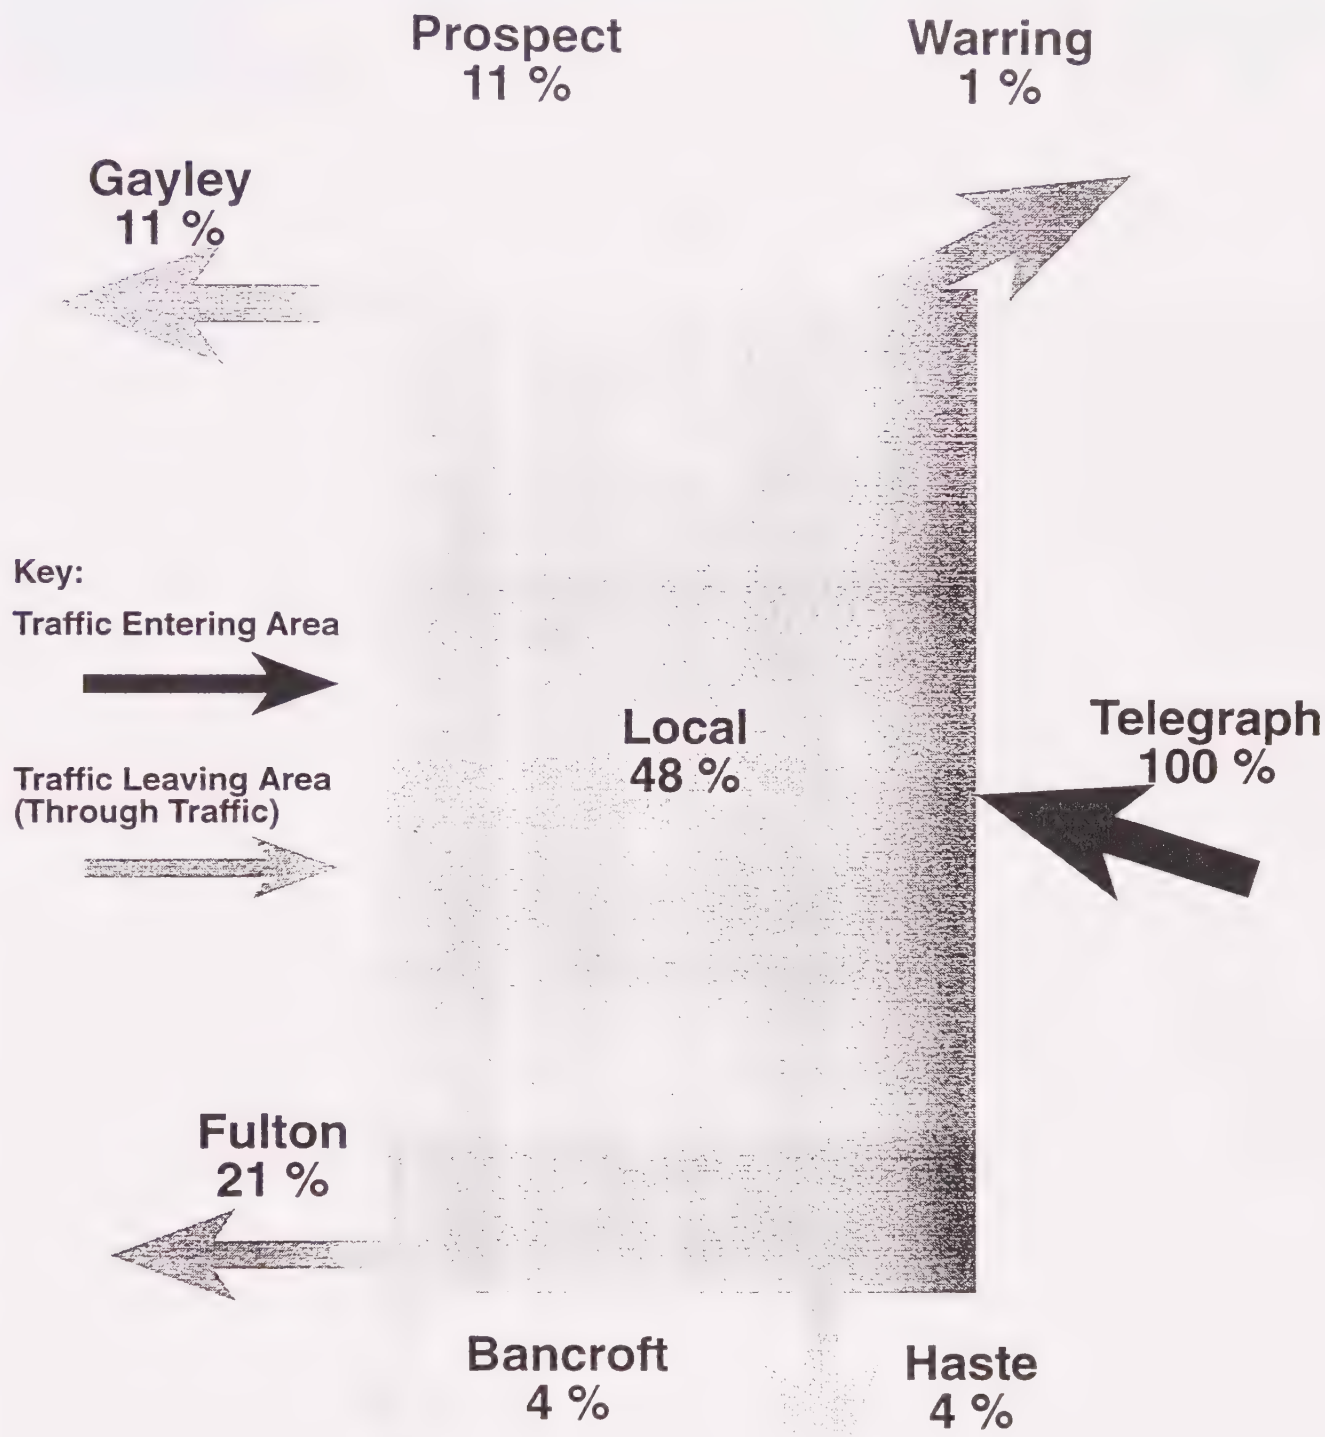 Prospect
11 %
Warring
1 %
Gayley
11 %
Key:
Traffic Entering Area
Local
48 %
Telegraph
100 %
Traffic Leaving Area
(Through Traffic)
Fulton
21 %
Bancroft
4 %
Haste
4 %